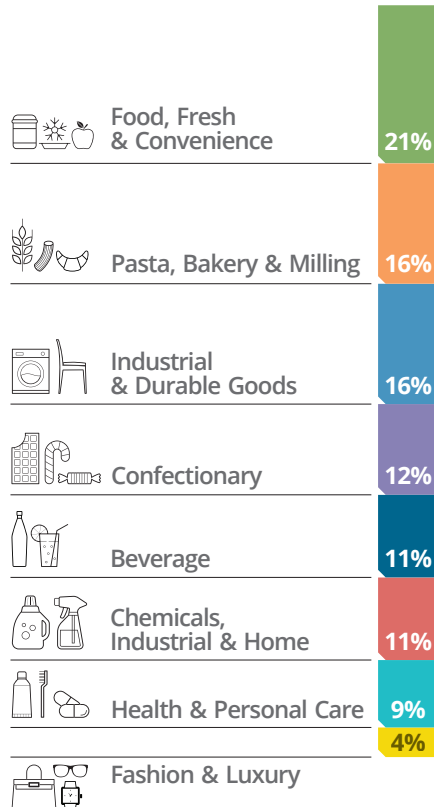 Food, Fresh
& Convenience
21%
Pasta, Bakery & Milling
16%
Industrial
& Durable Goods
16%
Confectionary
12%
Beverage
11%
Chemicals,
Industrial & Home
11%
Health & Personal Care
9%
4%
Fashion & Luxury